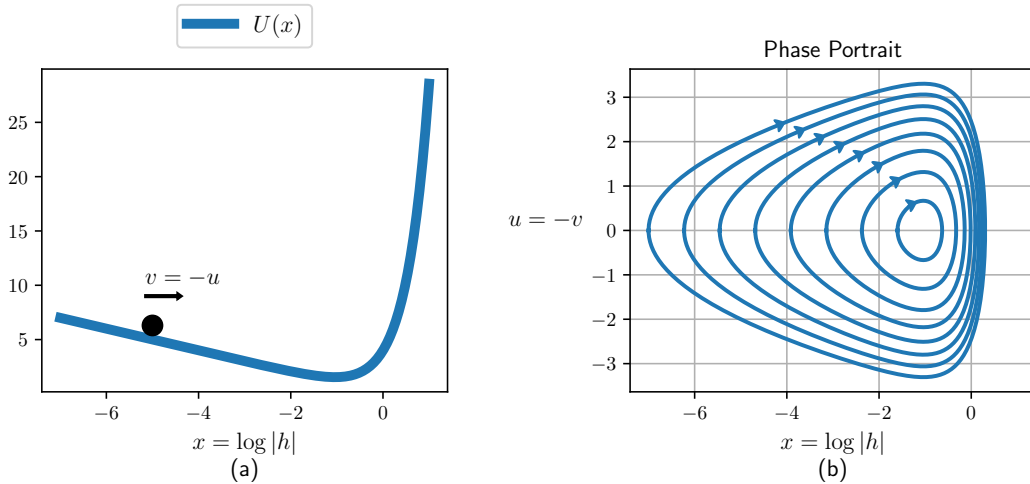 U(x)
25
20
15
10
5
v = −u
−6
−4
−2
0
x = log |h|
(a)
Phase Portrait
3
2
1
0
−1
−2
−3
u = −v
−6
−4
−2
0
x = log |h|
(b)